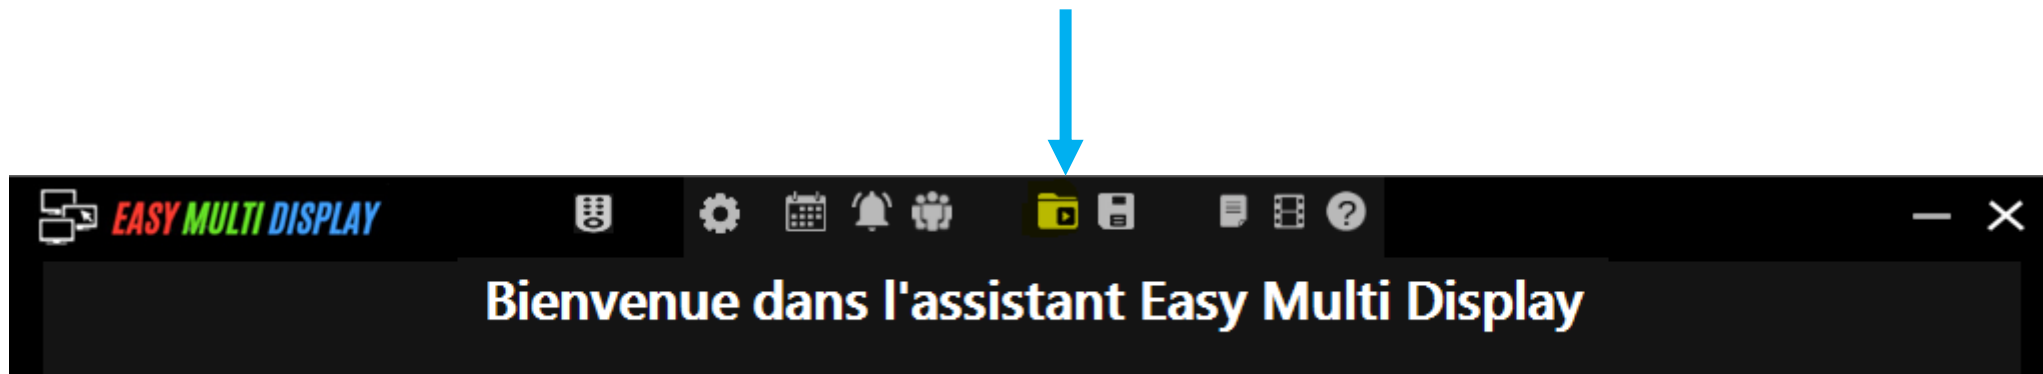 EASY MULTI DISPLAY
Bienvenue dans l'assistant Easy Multi Display